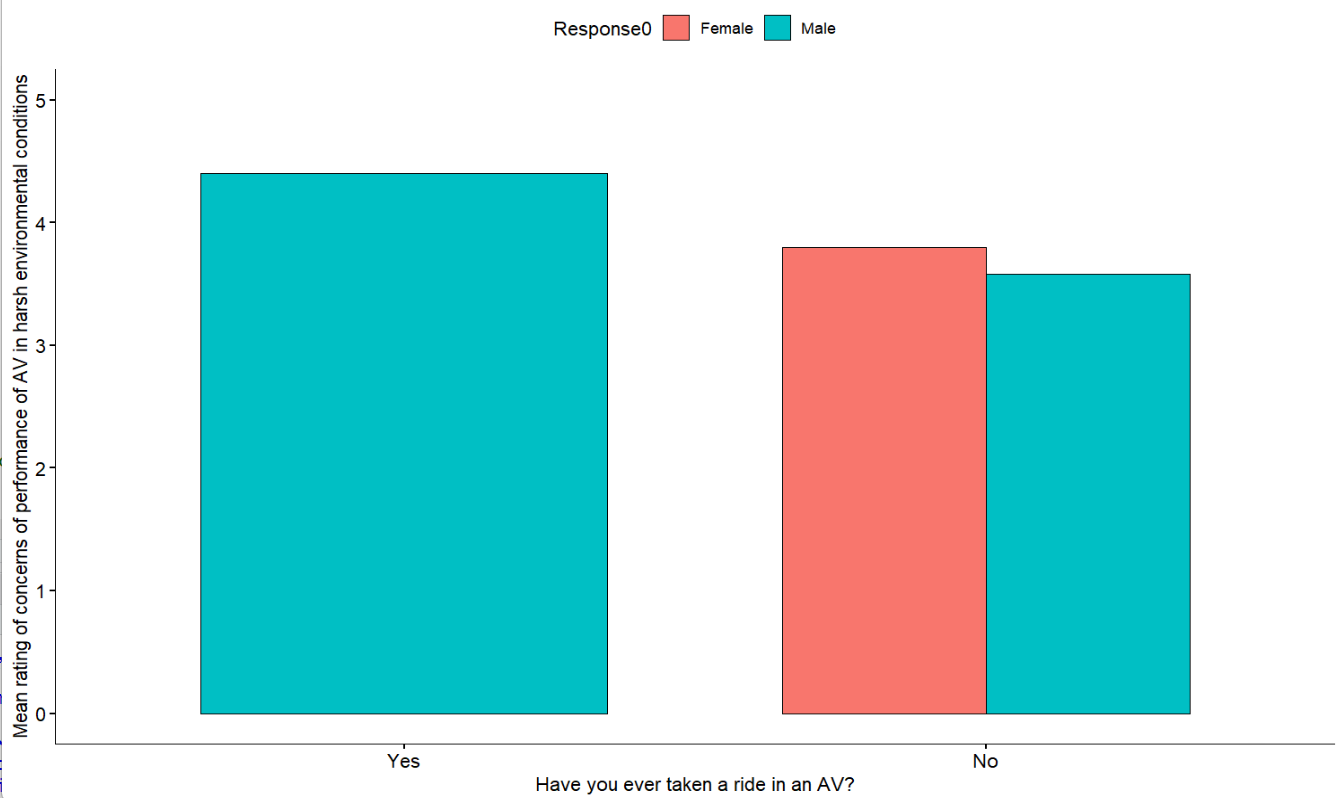 Response0 Female Male
Mean rating of concerns of performance of AV in harsh environmental conditions
5
4
3
2
1
0
Yes No
Have you ever taken a ride in an AV?